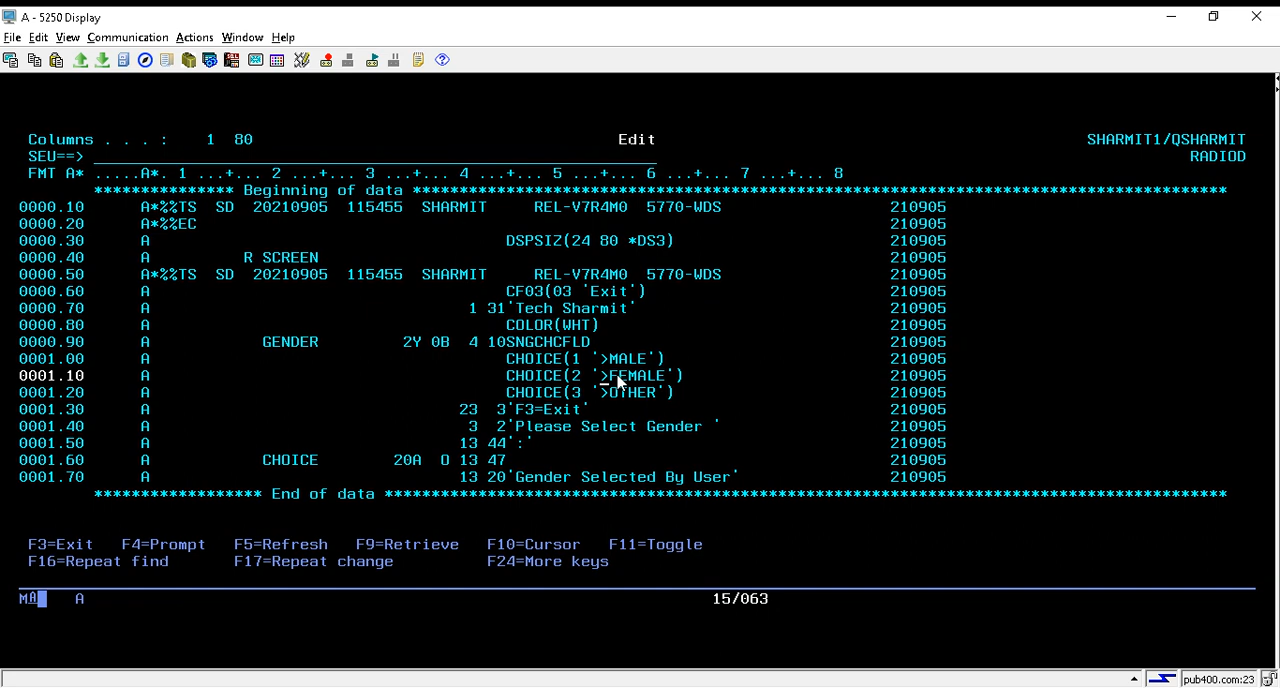 A - 5250 Display
File Edit View Communication Actions Window Help
Columns . . . : 1 80 Edit SHARMIT1/QSHARMIT
SEU==> RADIOD
FMT A* .....A*. 1 ...+... 2 ...+... 3 ...+... 4 ...+... 5 ...+... 6 ...+... 7 ...+... 8
*************** Beginning of data ***************************************************************************************
0000.10 A*%%TS SD 20210905 115455 SHARMIT REL-V7R4M0 5770-WDS 210905
0000.20 A*%%EC 210905
0000.30 A DSPSIZ(24 80 *DS3) 210905
0000.40 A R SCREEN 210905
0000.50 A*%%TS SD 20210905 115455 SHARMIT REL-V7R4M0 5770-WDS 210905
0000.60 A CF03(03 'Exit') 210905
0000.70 A 1 31'Tech Sharmit' 210905
0000.80 A COLOR(WHT) 210905
0000.90 A GENDER 2Y 0B 4 10SNGCHCFLD 210905
0001.00 A CHOICE(1 '>MALE') 210905
0001.10 A CHOICE(2 '>FEMALE') 210905
0001.20 A CHOICE(3 '>OTHER') 210905
0001.30 A 23 3'F3=Exit' 210905
0001.40 A 3 2'Please Select Gender ' 210905
0001.50 A 13 44':' 210905
0001.60 A CHOICE 20A O 13 47 210905
0001.70 A 13 20'Gender Selected By User' 210905
****************** End of data ******************************************************************************************
F3=Exit F4=Prompt F5=Refresh F9=Retrieve F10=Cursor F11=Toggle
F16=Repeat find F17=Repeat change F24=More keys
MA A 15/063
pub400.com:23